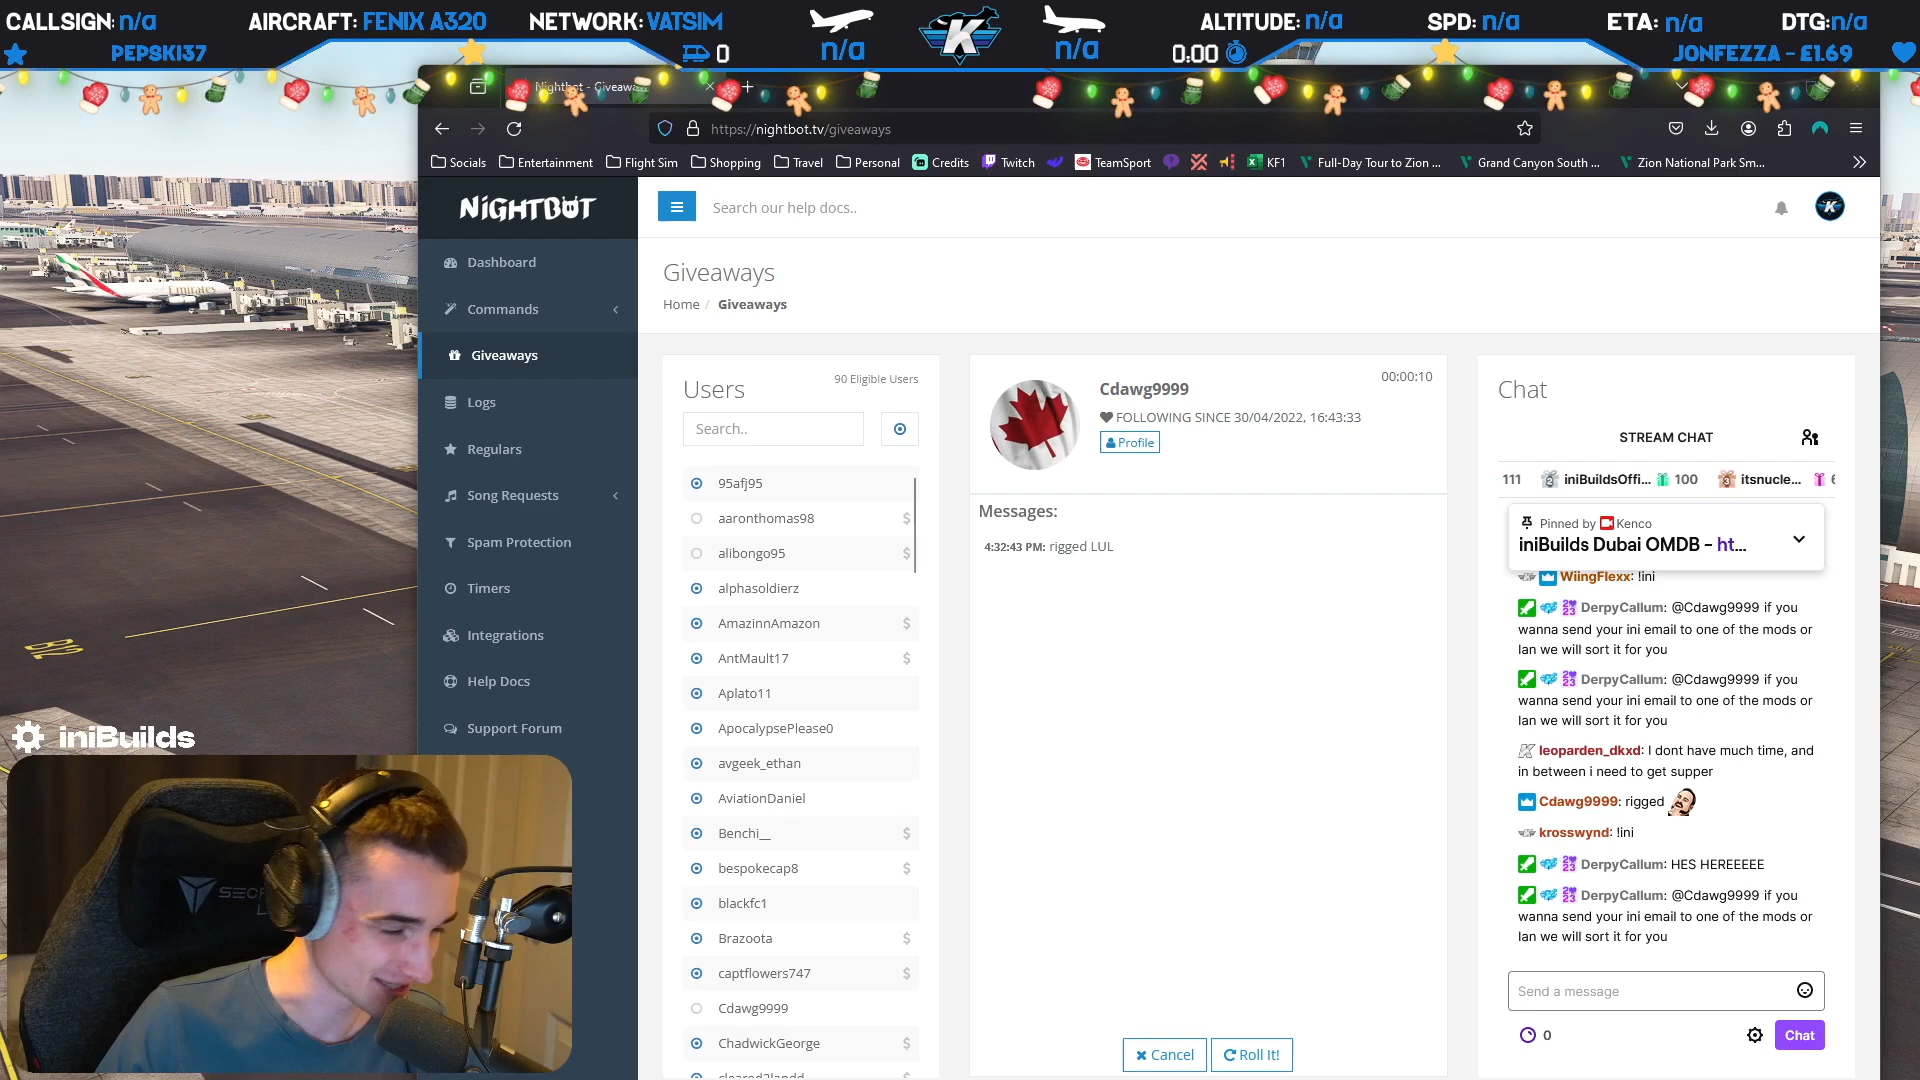 CALLSIGN: n/a
AIRCRAFT: FENIX A320
NETWORK: VATSIM
n/a
K
n/a
ALTITUDE: n/a
SPD: n/a
ETA: n/a
DTG:n/a
PEPSKI37
0
0:00
JONFEZZA - £1.69
Nightbot - Giveaw
https://nightbot.tv/giveaways
Socials
Entertainment
Flight Sim
Shopping
Travel
Personal
Credits
Twitch
TeamSport
KF1
Full-Day Tour to Zion ...
Grand Canyon South ...
Zion National Park Sm...
NIGHTBOT
Search our help docs..
K
Dashboard
Commands
Giveaways
Logs
Regulars
Song Requests
Spam Protection
Timers
Integrations
Help Docs
Support Forum
Giveaways
Home / Giveaways
Users
90 Eligible Users
Search..
95afj95
aaronthomas98 $
alibongo95 $
alphasoldierz
AmazinnAmazon $
AntMault17 $
Aplato11
ApocalypsePlease0
avgeek_ethan
AviationDaniel
Benchi__ $
bespokecap8 $
blackfc1
Brazoota $
captflowers747 $
Cdawg9999
ChadwickGeorge $
Cdawg9999
00:00:10
FOLLOWING SINCE 30/04/2022, 16:43:33
Profile
Messages:
4:32:43 PM: rigged LUL
Cancel
Roll It!
Chat
STREAM CHAT
111
iniBuildsOffi... 100
itsnucle...
Pinned by Kenco
iniBuilds Dubai OMDB - ht...
WiingFlexx: !ini
DerpyCallum: @Cdawg9999 if you
wanna send your ini email to one of the mods or
Ian we will sort it for you
DerpyCallum: @Cdawg9999 if you
wanna send your ini email to one of the mods or
Ian we will sort it for you
leoparden_dkxd: I dont have much time, and
in between i need to get supper
Cdawg9999: rigged
krosswynd: !ini
DerpyCallum: HES HEREEEEE
DerpyCallum: @Cdawg9999 if you
wanna send your ini email to one of the mods or
Ian we will sort it for you
Send a message
0
Chat
Emirates
B12
iniBuilds